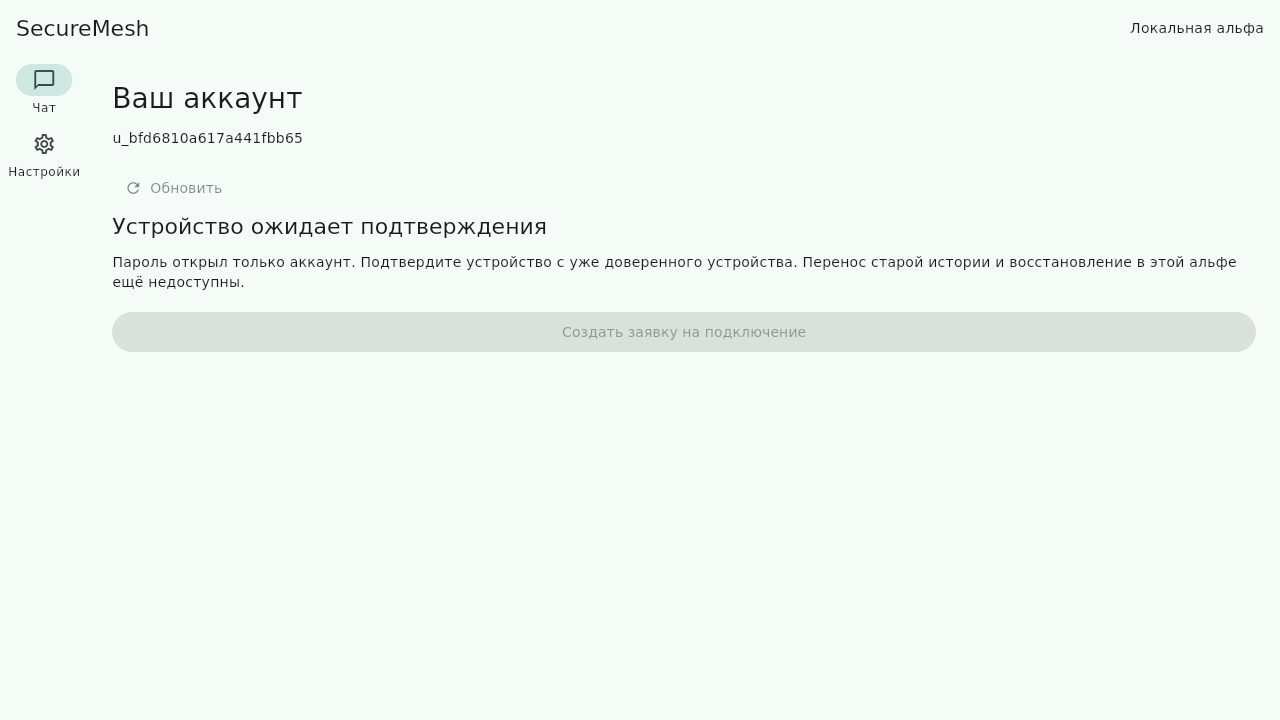 SecureMesh
Локальная альфа
Чат
Настройки
Ваш аккаунт
u_bfd6810a617a441fbb65
Обновить
Устройство ожидает подтверждения
Пароль открыл только аккаунт. Подтвердите устройство с уже доверенного устройства. Перенос старой истории и восстановление в этой альфе
ещё недоступны.
Создать заявку на подключение